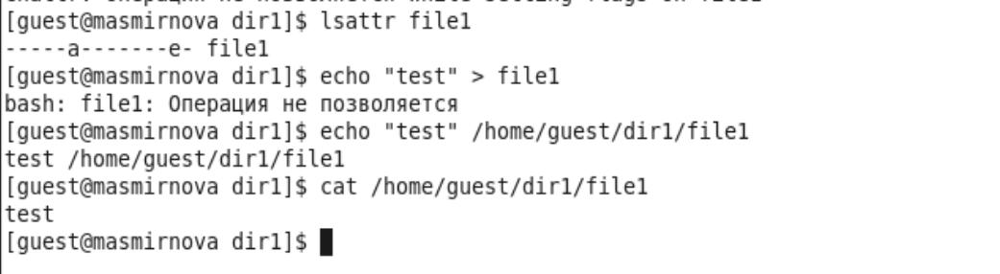 [guest@masmirnova dir1]$ lsattr file1
-----a-------e- file1
[guest@masmirnova dir1]$ echo "test" > file1
bash: file1: Операция не позволяется
[guest@masmirnova dir1]$ echo "test" /home/guest/dir1/file1
test /home/guest/dir1/file1
[guest@masmirnova dir1]$ cat /home/guest/dir1/file1
test
[guest@masmirnova dir1]$